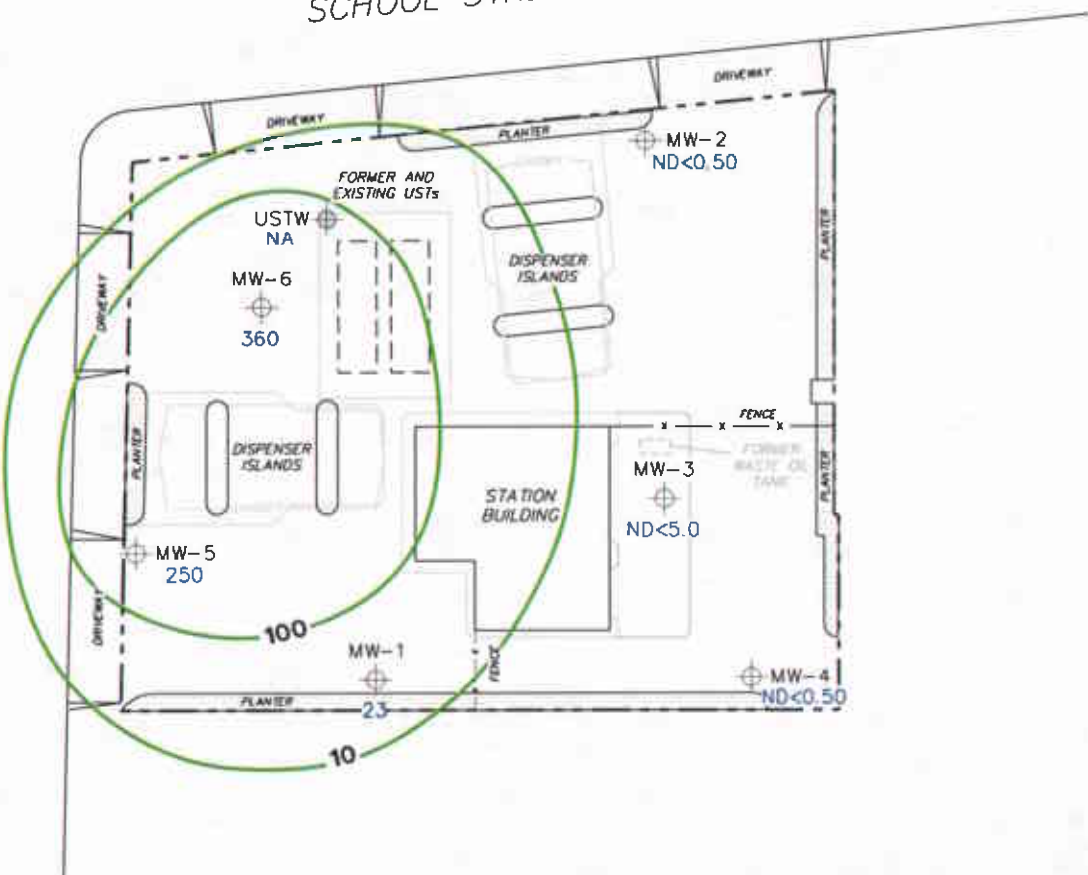 SCHOOL
DRIVEWAY
DRIVEWAY
PLANTER
MW-2
ND<0.50
FORMER AND
EXISTING USTs
USTW
NA
DISPENSER
ISLANDS
PLANTER
DRIVEWAY
MW-6
360
FENCE
x x x
PLANTER
DISPENSER
ISLANDS
FORMER
WASTE OIL
TANK
MW-3
ND<5.0
PLANTER
STATION
BUILDING
MW-5
250
DRIVEWAY
100
MW-1
23
FENCE
MW-4
ND<0.50
PLANTER
10